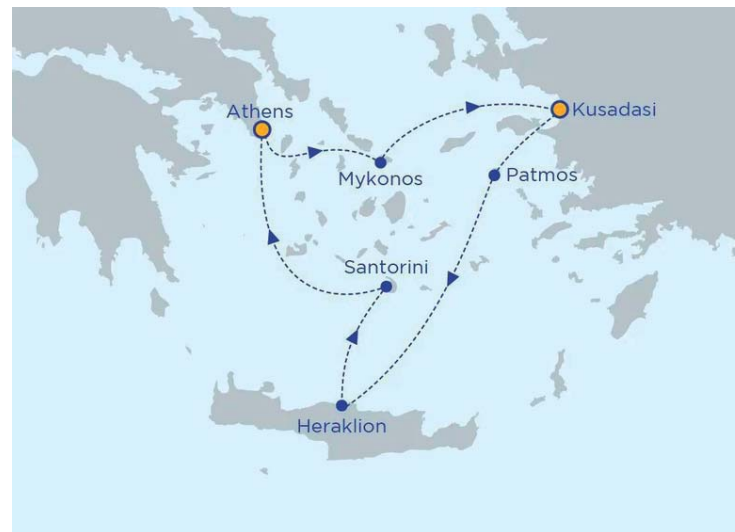 Athens
Kusadasi
Mykonos
Patmos
Santorini
Heraklion